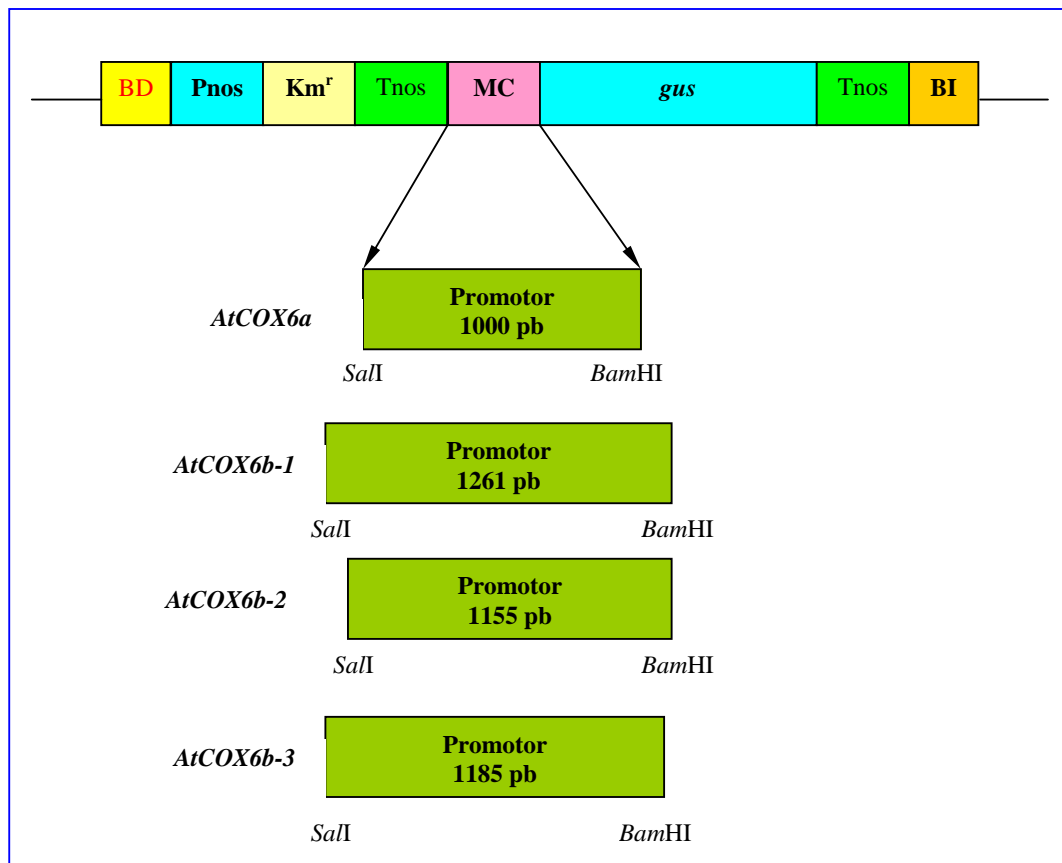 BD Pnos Kmʳ Tnos MC gus Tnos BI
AtCOX6a
Promotor
1000 pb
SalI BamHI
AtCOX6b-1
Promotor
1261 pb
SalI BamHI
AtCOX6b-2
Promotor
1155 pb
SalI BamHI
AtCOX6b-3
Promotor
1185 pb
SalI BamHI